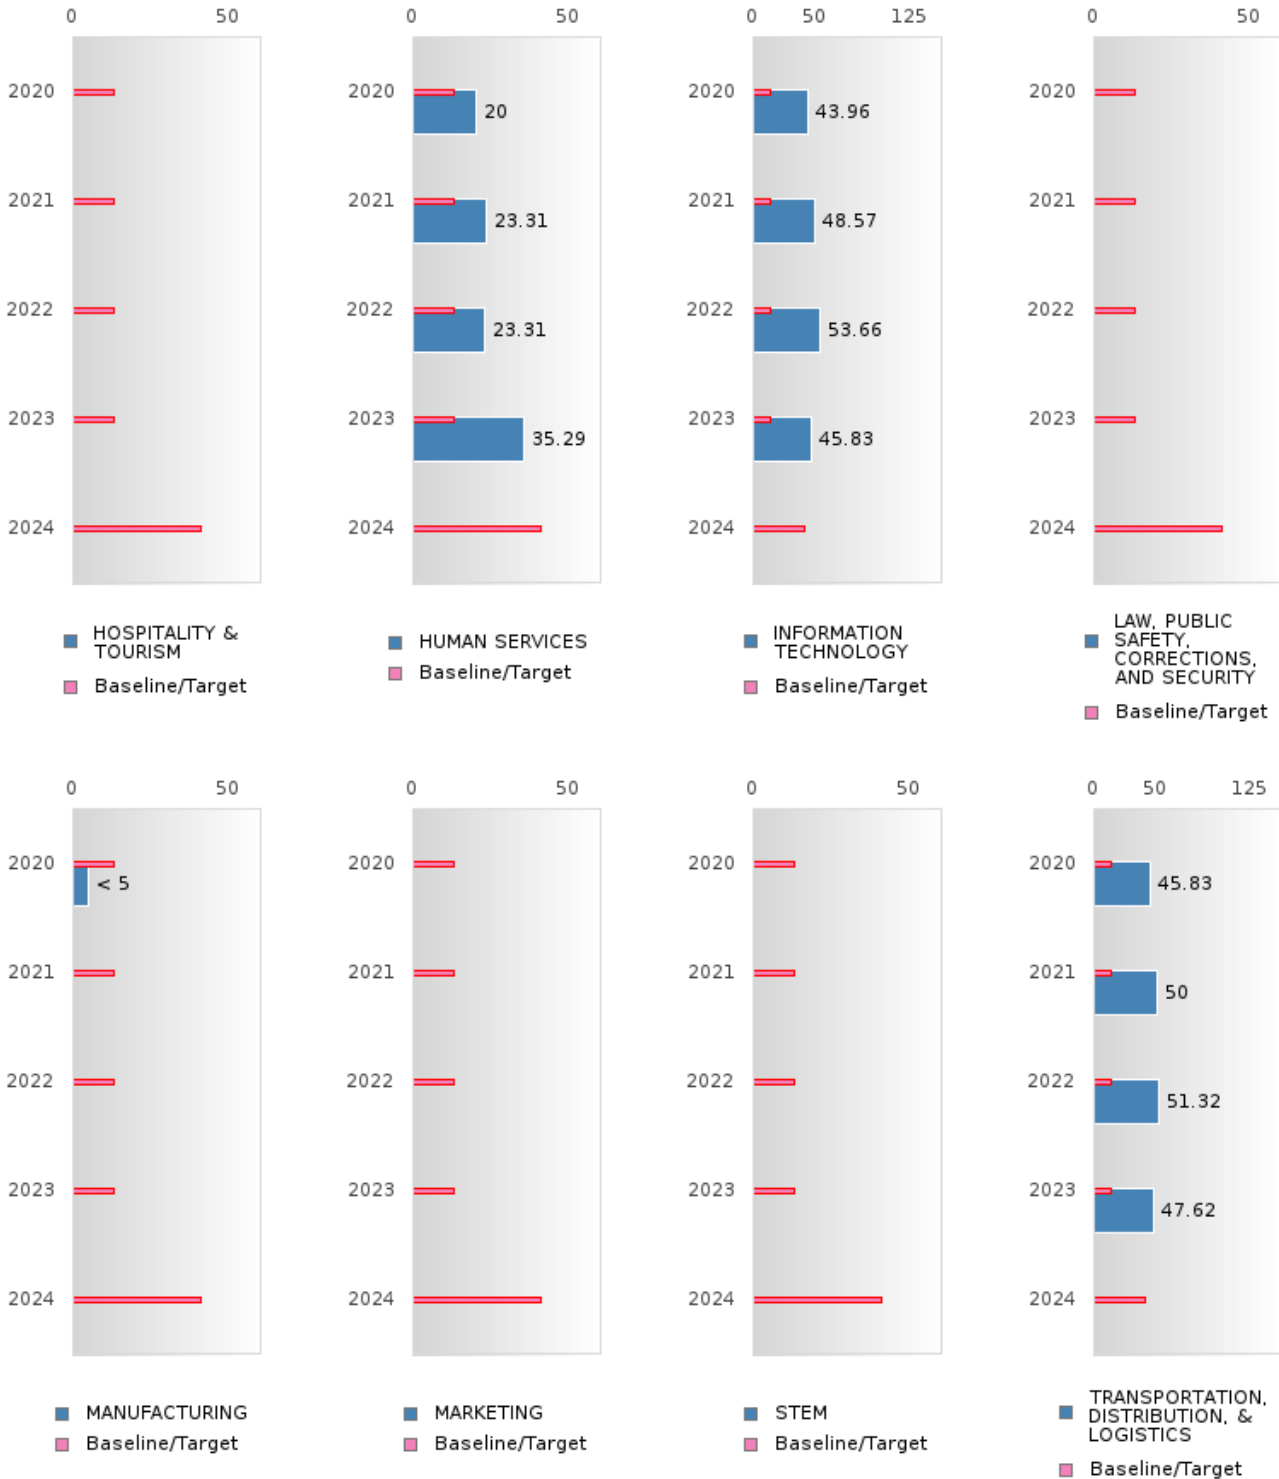 0 50
2020
2021
2022
2023
2024
HOSPITALITY &
TOURISM
Baseline/Target
0 50
2020
20
2021
23.31
2022
23.31
2023
35.29
2024
HUMAN SERVICES
Baseline/Target
0 50 125
2020
43.96
2021
48.57
2022
53.66
2023
45.83
2024
INFORMATION
TECHNOLOGY
Baseline/Target
0 50
2020
2021
2022
2023
2024
LAW, PUBLIC
SAFETY,
CORRECTIONS,
AND SECURITY
Baseline/Target
0 50
2020
< 5
2021
2022
2023
2024
MANUFACTURING
Baseline/Target
0 50
2020
2021
2022
2023
2024
MARKETING
Baseline/Target
0 50
2020
2021
2022
2023
2024
STEM
Baseline/Target
0 50 125
2020
45.83
2021
50
2022
51.32
2023
47.62
2024
TRANSPORTATION,
DISTRIBUTION, &
LOGISTICS
Baseline/Target